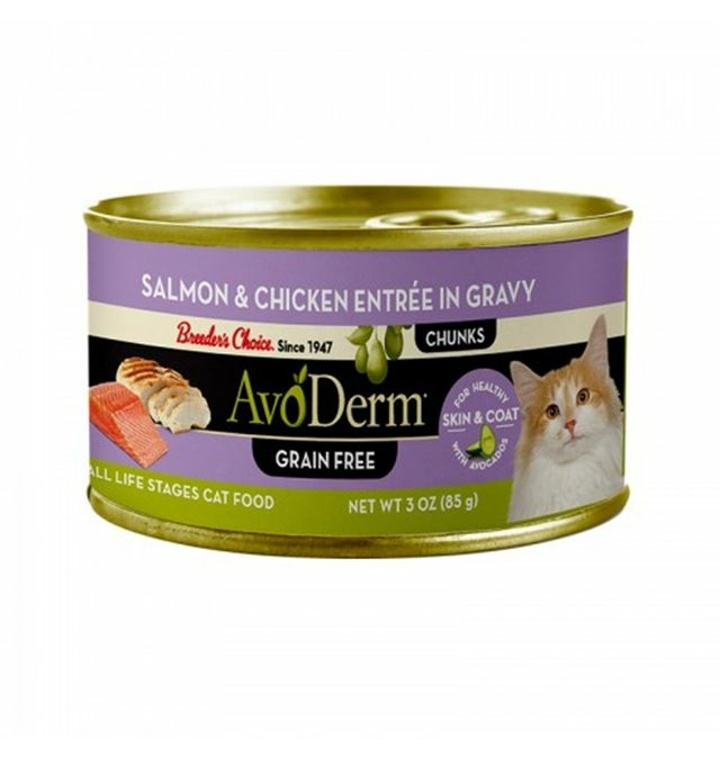 SALMON & CHICKEN ENTRÉE IN GRAVY
Breeder's Choice. Since 1947
CHUNKS
AvoDerm
GRAIN FREE
FOR HEALTHY
SKIN & COAT
WITH AVOCADOS
ALL LIFE STAGES CAT FOOD
NET WT 3 OZ (85 g)